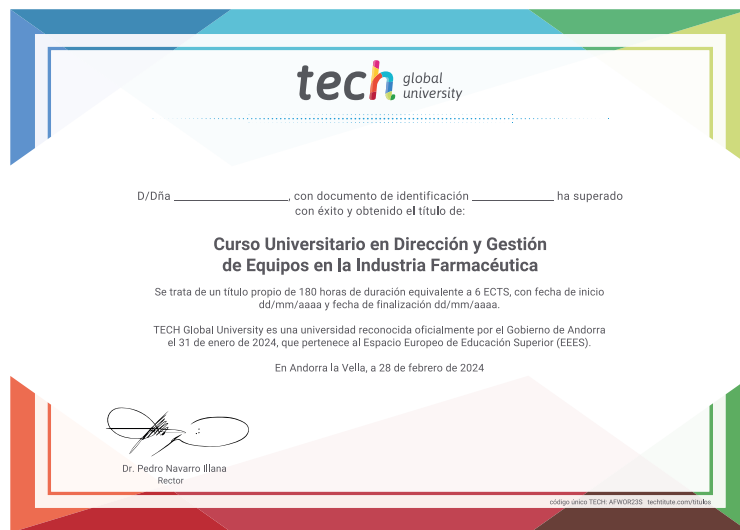 tech global university
D/Dña ____________, con documento de identificación ____________ ha superado
con éxito y obtenido el título de:
Curso Universitario en Dirección y Gestión
de Equipos en la Industria Farmacéutica
Se trata de un título propio de 180 horas de duración equivalente a 6 ECTS, con fecha de inicio
dd/mm/aaaa y fecha de finalización dd/mm/aaaa.
TECH Global University es una universidad reconocida oficialmente por el Gobierno de Andorra
el 31 de enero de 2024, que pertenece al Espacio Europeo de Educación Superior (EEES).
En Andorra la Vella, a 28 de febrero de 2024
Dr. Pedro Navarro Illana
Rector
código único TECH: AFWOR23S techtitute.com/titulos